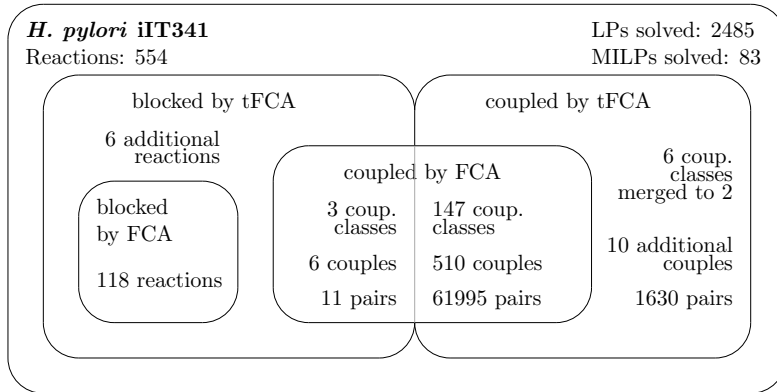 H. pylori iIT341
LPs solved: 2485
Reactions: 554
MILPs solved: 83
blocked by tFCA
coupled by tFCA
6 additional
reactions
6 coup.
classes
merged to 2
coupled by FCA
blocked
by FCA
3 coup.
classes
147 coup.
classes
10 additional
couples
6 couples
510 couples
118 reactions
11 pairs
61995 pairs
1630 pairs